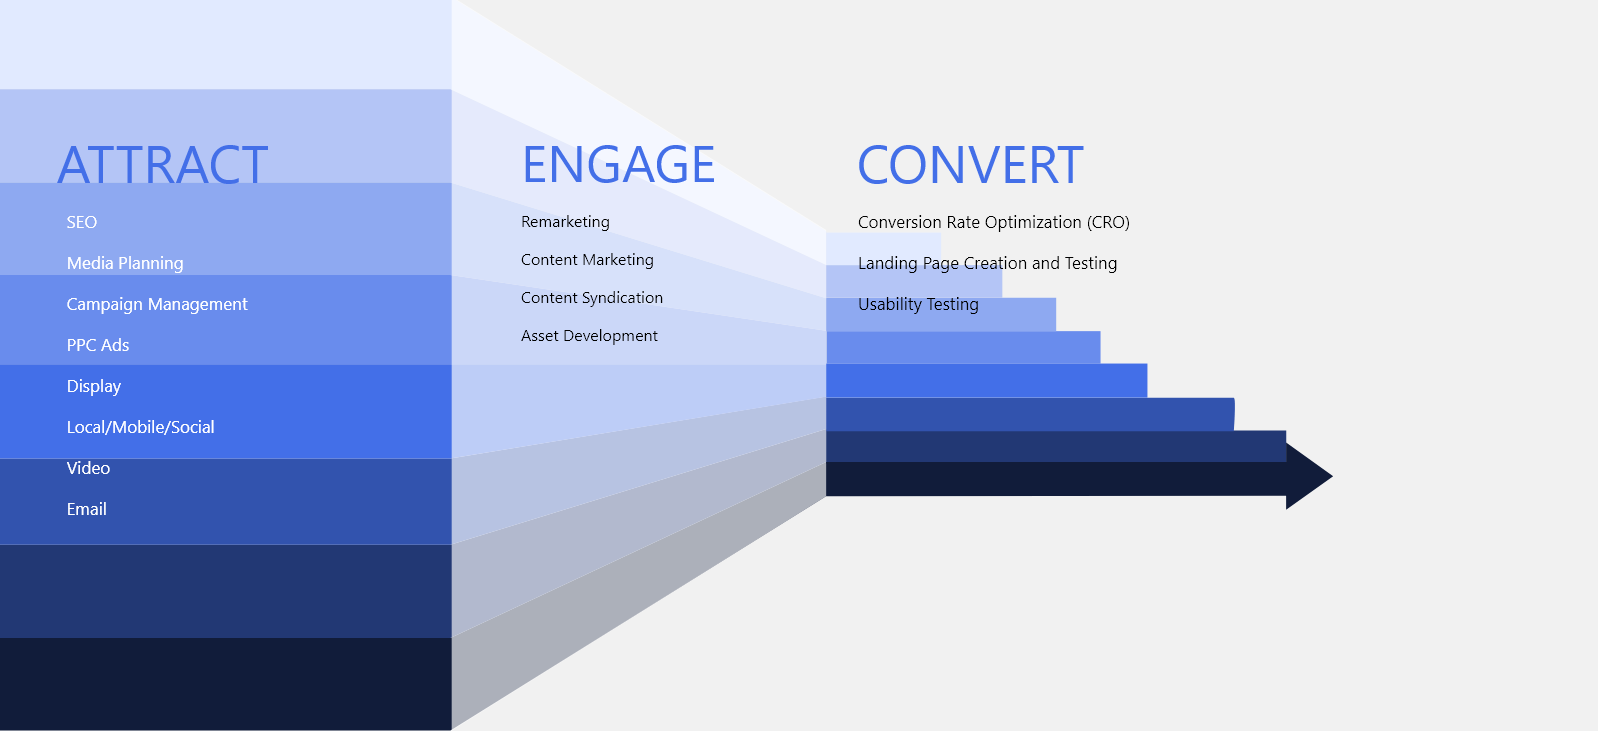 ATTRACT
SEO
Media Planning
Campaign Management
PPC Ads
Display
Local/Mobile/Social
Video
Email
ENGAGE
Remarketing
Content Marketing
Content Syndication
Asset Development
CONVERT
Conversion Rate Optimization (CRO)
Landing Page Creation and Testing
Usability Testing